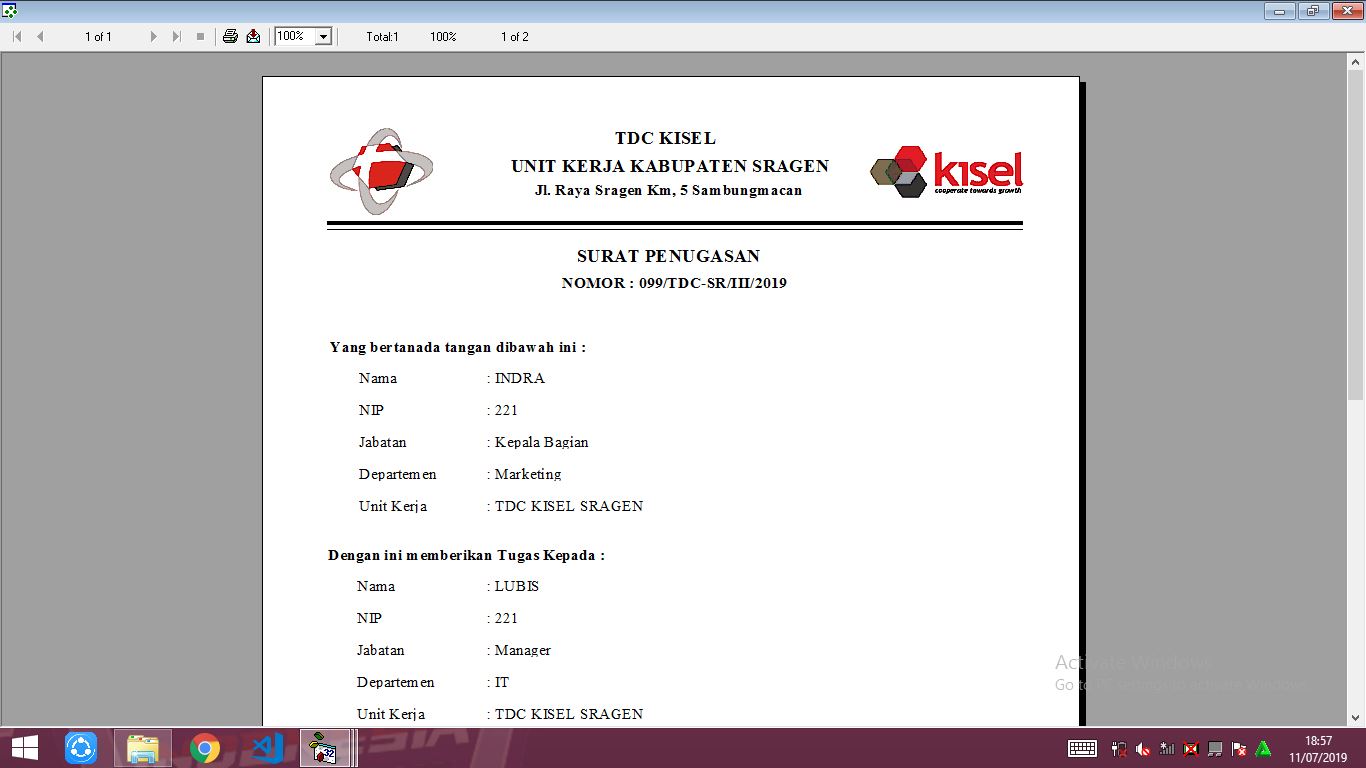 1 of 1
100%
Total:1
100%
1 of 2
TDC KISEL
UNIT KERJA KABUPATEN SRAGEN
Jl. Raya Sragen Km, 5 Sambungmacan
kisel
cooperate towards growth
SURAT PENUGASAN
NOMOR : 099/TDC-SR/III/2019
Yang bertanada tangan dibawah ini :
Nama : INDRA
NIP : 221
Jabatan : Kepala Bagian
Departemen : Marketing
Unit Kerja : TDC KISEL SRAGEN
Dengan ini memberikan Tugas Kepada :
Nama : LUBIS
NIP : 221
Jabatan : Manager
Departemen : IT
Unit Kerja : TDC KISEL SRAGEN
Activate Windows
Go to PC settings to activate Windows.
32
18:57
11/07/2019